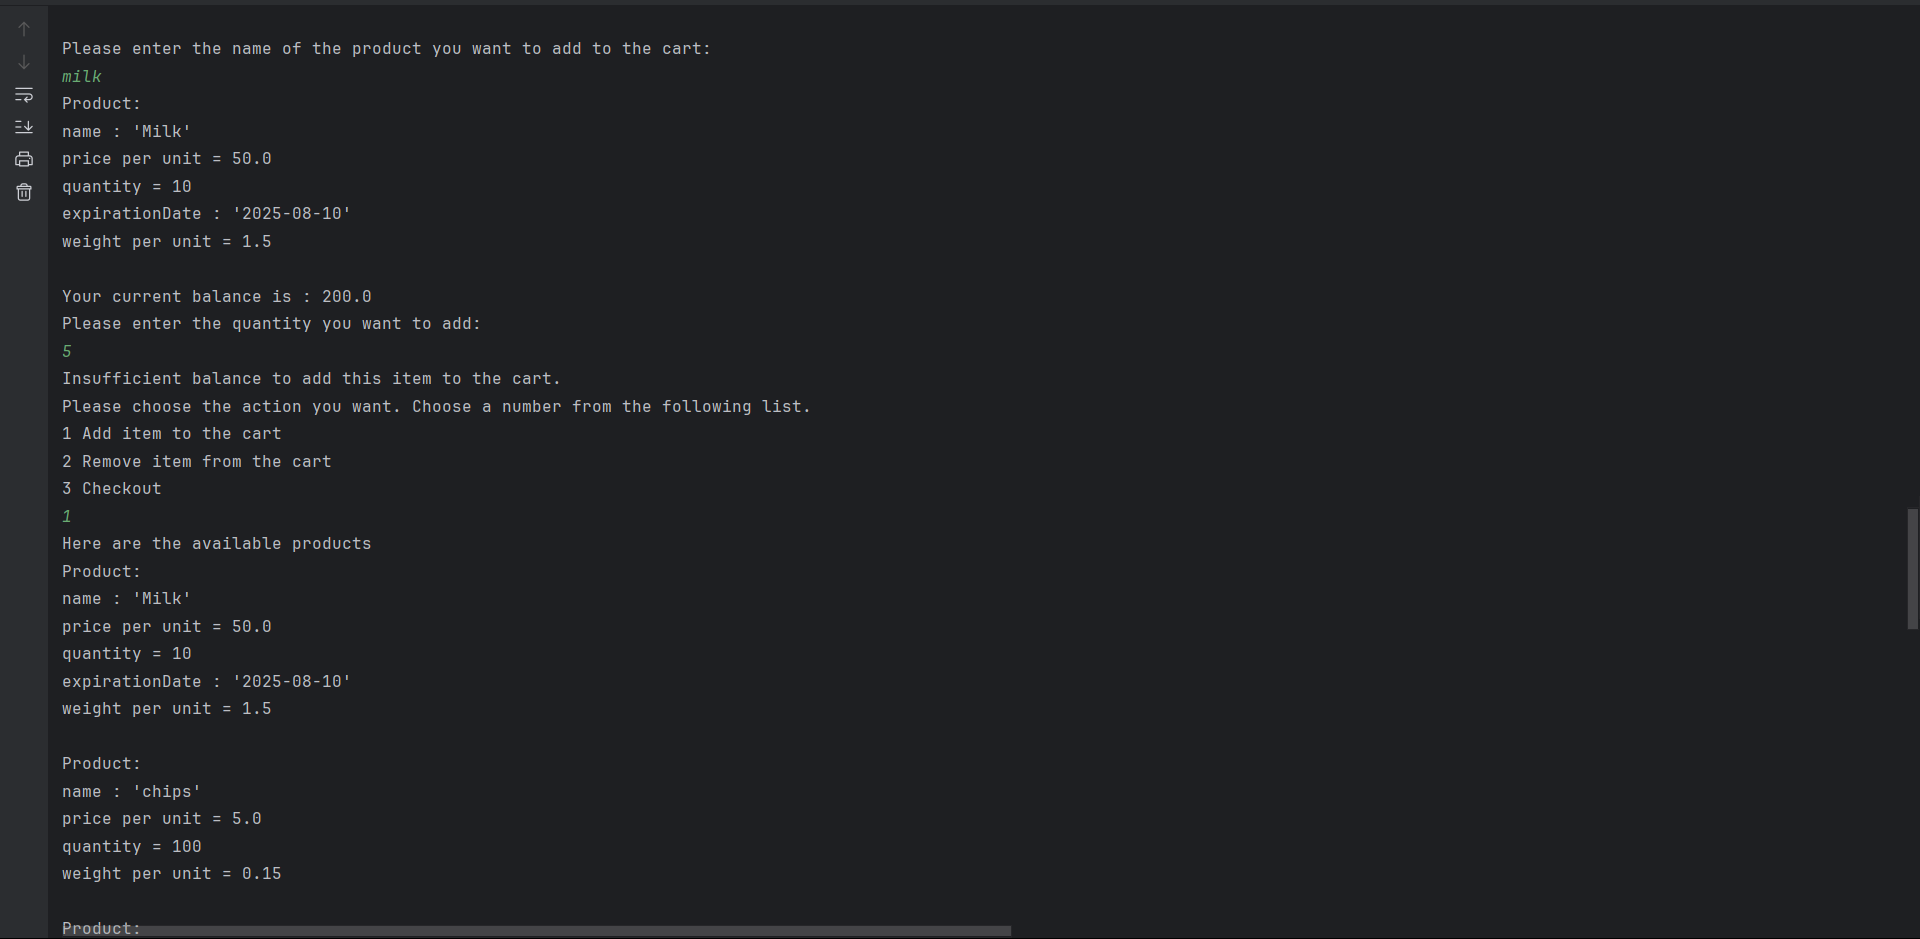 Please enter the name of the product you want to add to the cart:
milk
Product:
name : 'Milk'
price per unit = 50.0
quantity = 10
expirationDate : '2025-08-10'
weight per unit = 1.5
Your current balance is : 200.0
Please enter the quantity you want to add:
5
Insufficient balance to add this item to the cart.
Please choose the action you want. Choose a number from the following list.
1 Add item to the cart
2 Remove item from the cart
3 Checkout
1
Here are the available products
Product:
name : 'Milk'
price per unit = 50.0
quantity = 10
expirationDate : '2025-08-10'
weight per unit = 1.5
Product:
name : 'chips'
price per unit = 5.0
quantity = 100
weight per unit = 0.15
Product: